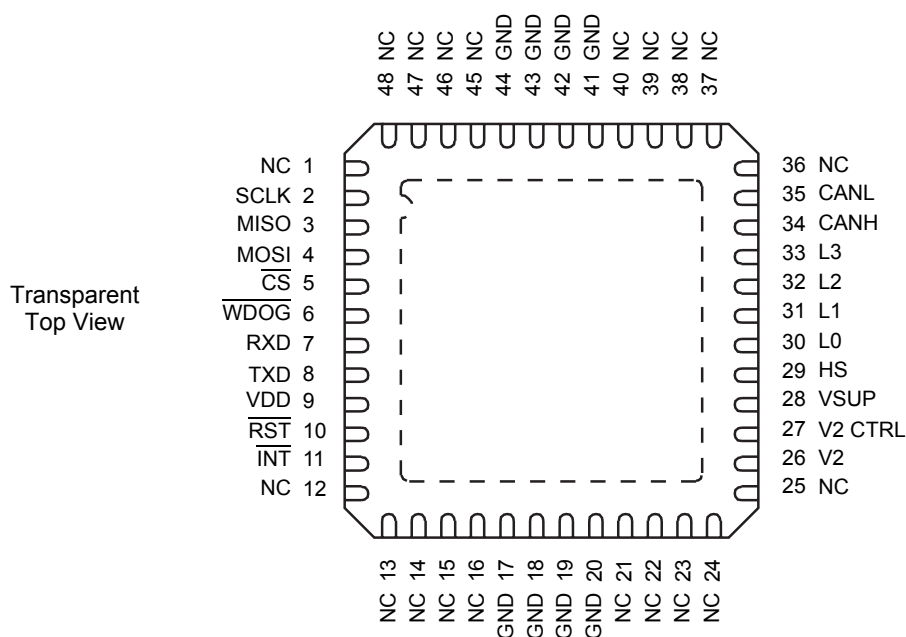 48 NC
47 NC
46 NC
45 NC
44 GND
43 GND
42 GND
41 GND
40 NC
39 NC
38 NC
37 NC
NC 1
SCLK 2
MISO 3
MOSI 4
CS 5
WDOG 6
RXD 7
TXD 8
VDD 9
RST 10
INT 11
NC 12
Transparent
Top View
36 NC
35 CANL
34 CANH
33 L3
32 L2
31 L1
30 L0
29 HS
28 VSUP
27 V2 CTRL
26 V2
25 NC
NC 13
NC 14
NC 15
NC 16
GND 17
GND 18
GND 19
GND 20
NC 21
NC 22
NC 23
NC 24